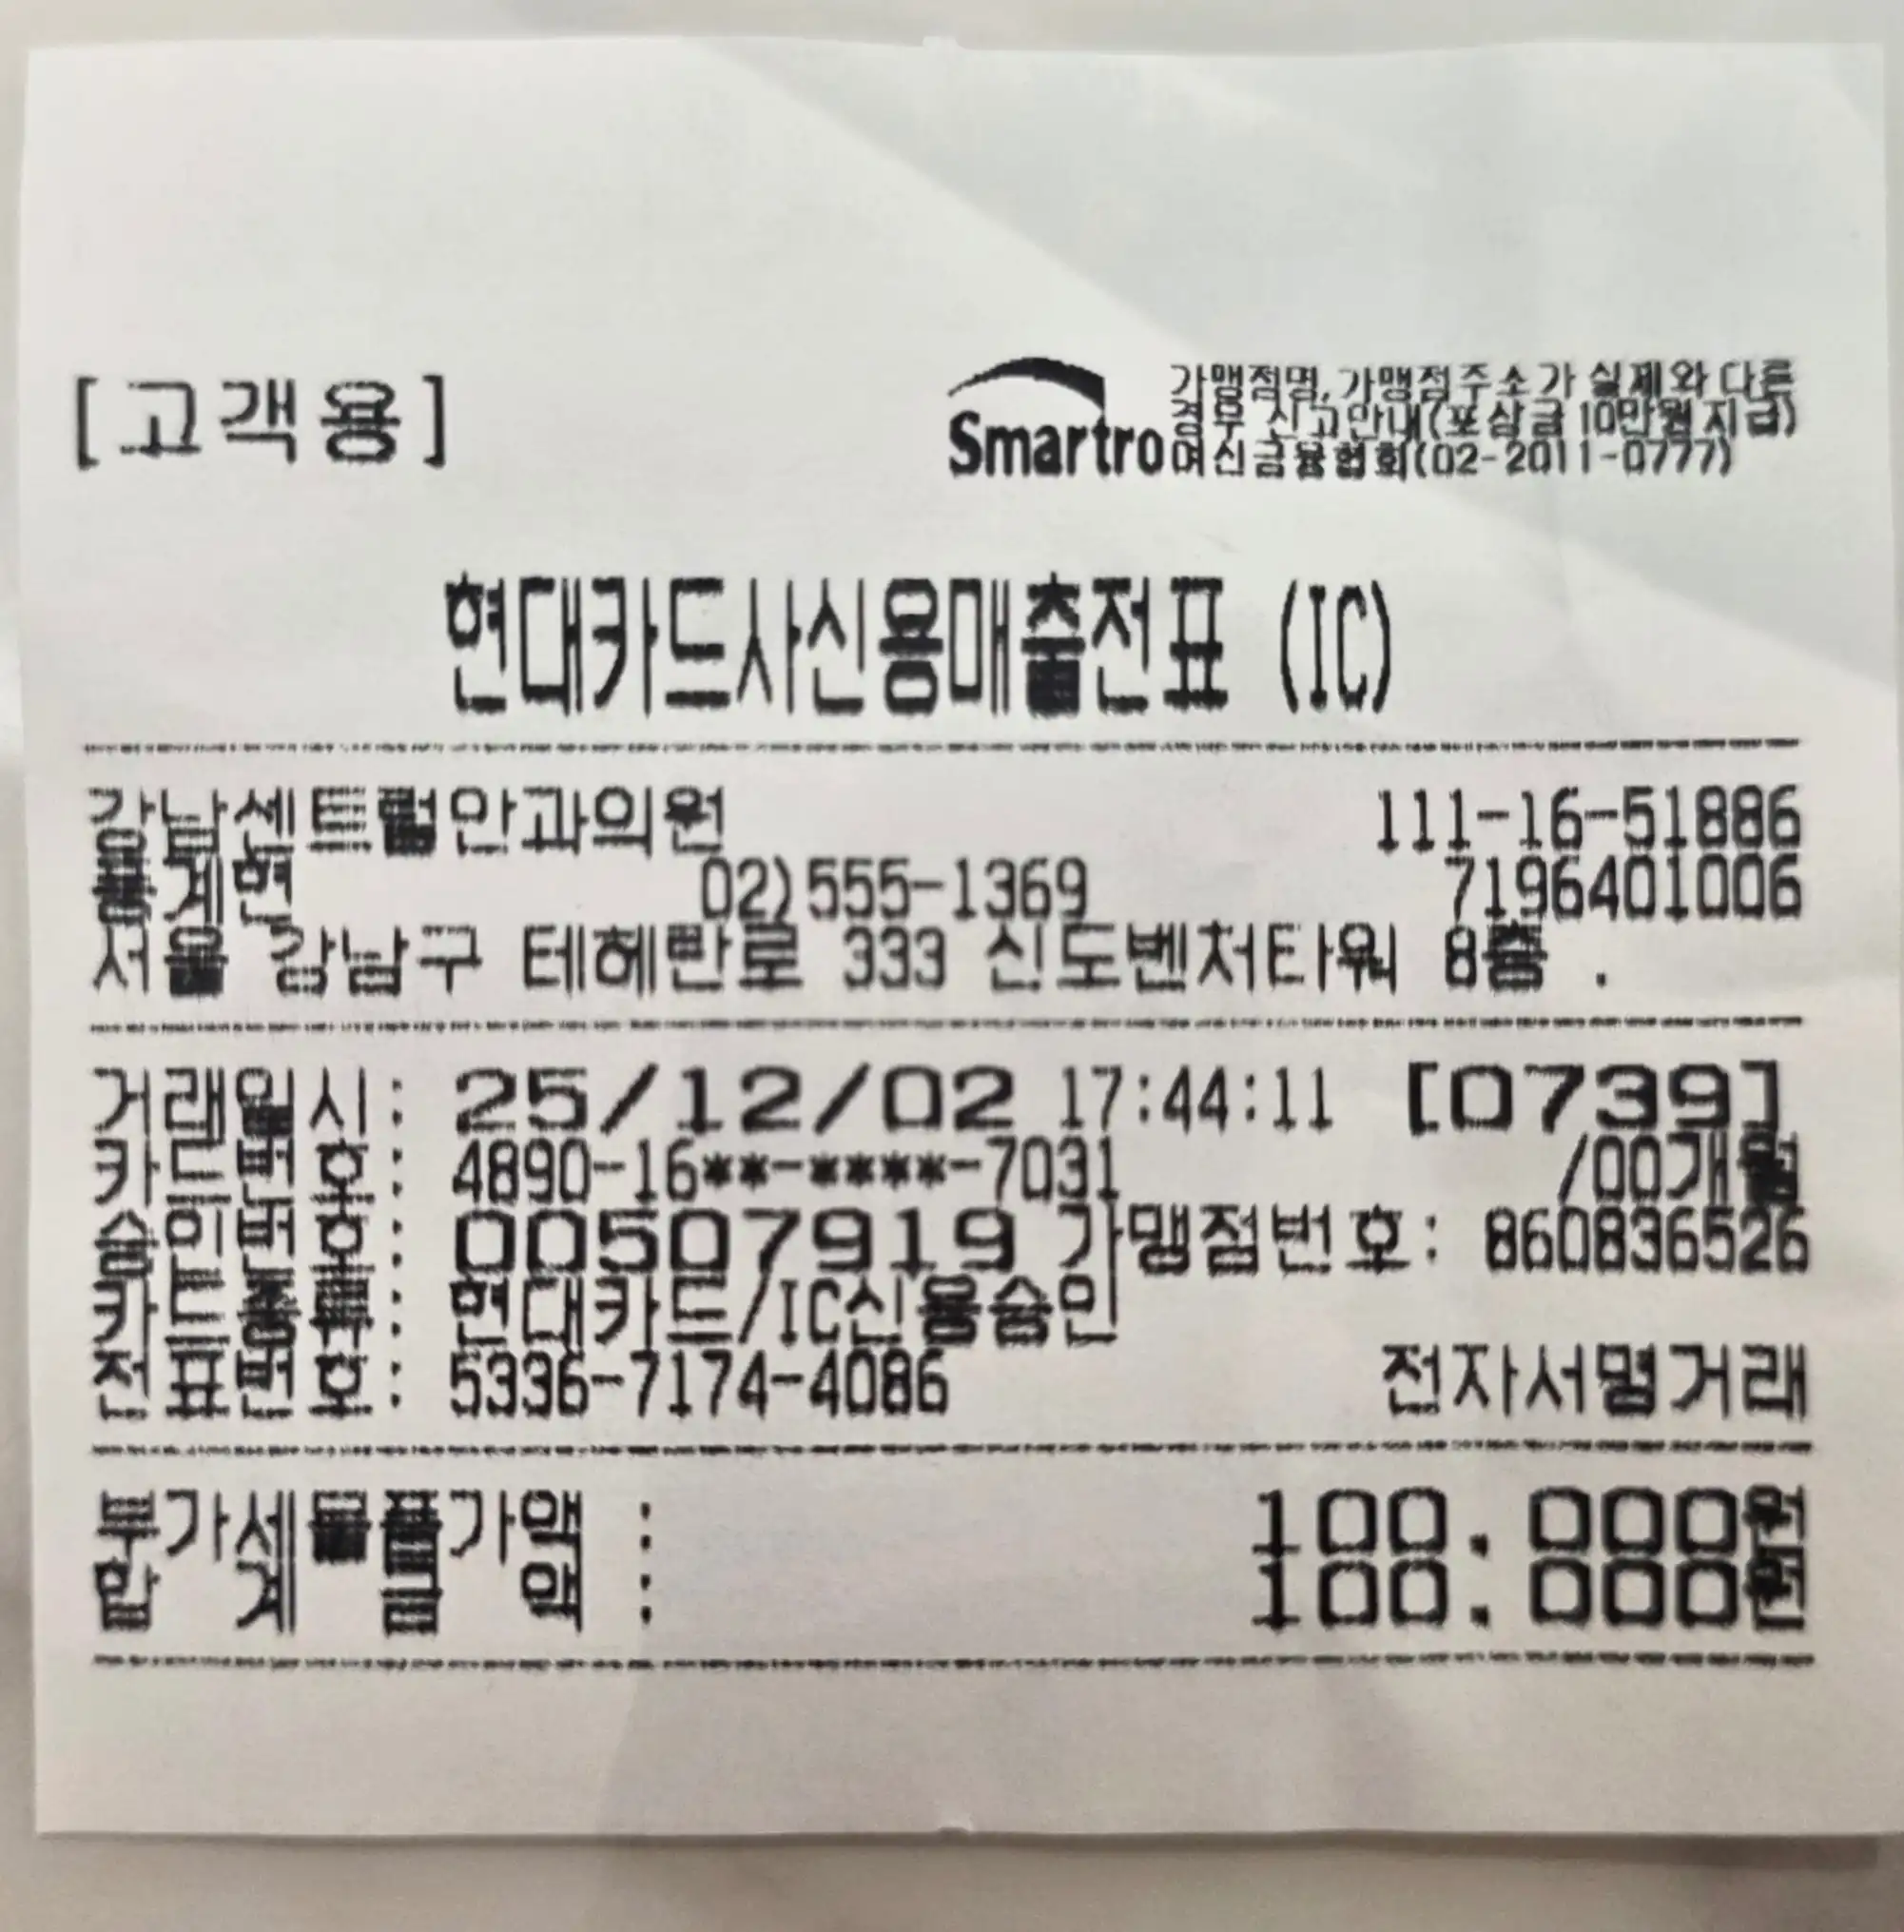 [고객용]
Smartro
가맹점명,가맹점주소가 실제와 다른
경우 신고안내(포상금10만원지급)
여신금융협회(02-2011-0777)
현대카드사신용매출전표 (IC)
강남센트럴안과의원 111-16-51886
02)555-1369 7196401006
서울 강남구 테헤란로 333 신도벤처타워 8층 .
거래일시: 25/12/02 17:44:11 [0739]
카드번호: 4890-16**-****-7031 /00개월
승인번호: 00507919 가맹점번호: 860836526
카드종류: 현대카드/IC신용승인
전표번호: 5336-7174-4086 전자서명거래
부가세물품가액 : 100.000원
합 계 금 액 : 100.000원